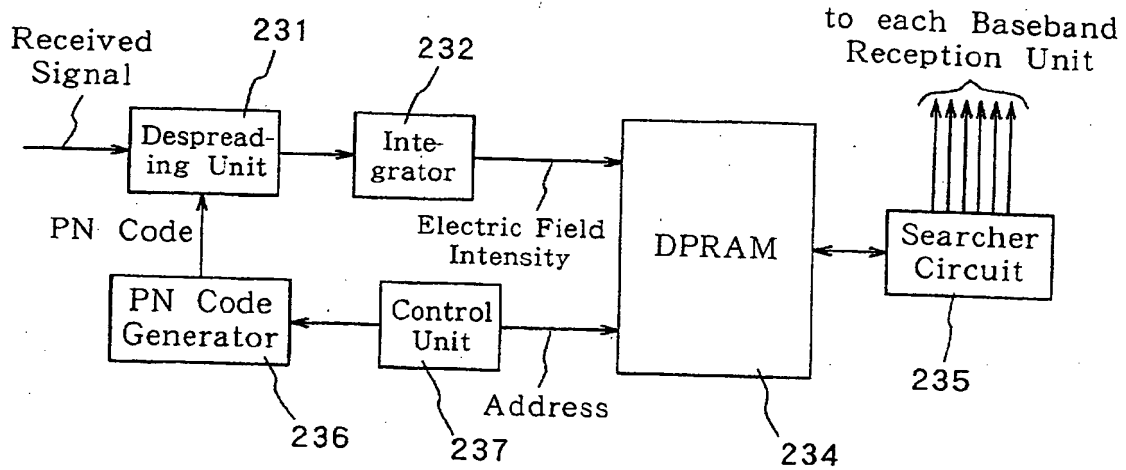 to each Baseband
Reception Unit
231
232
Received
Signal
Despread-
ing Unit
Inte-
grator
PN Code
Electric Field
Intensity
DPRAM
Searcher
Circuit
PN Code
Generator
Control
Unit
Address
235
236
237
234